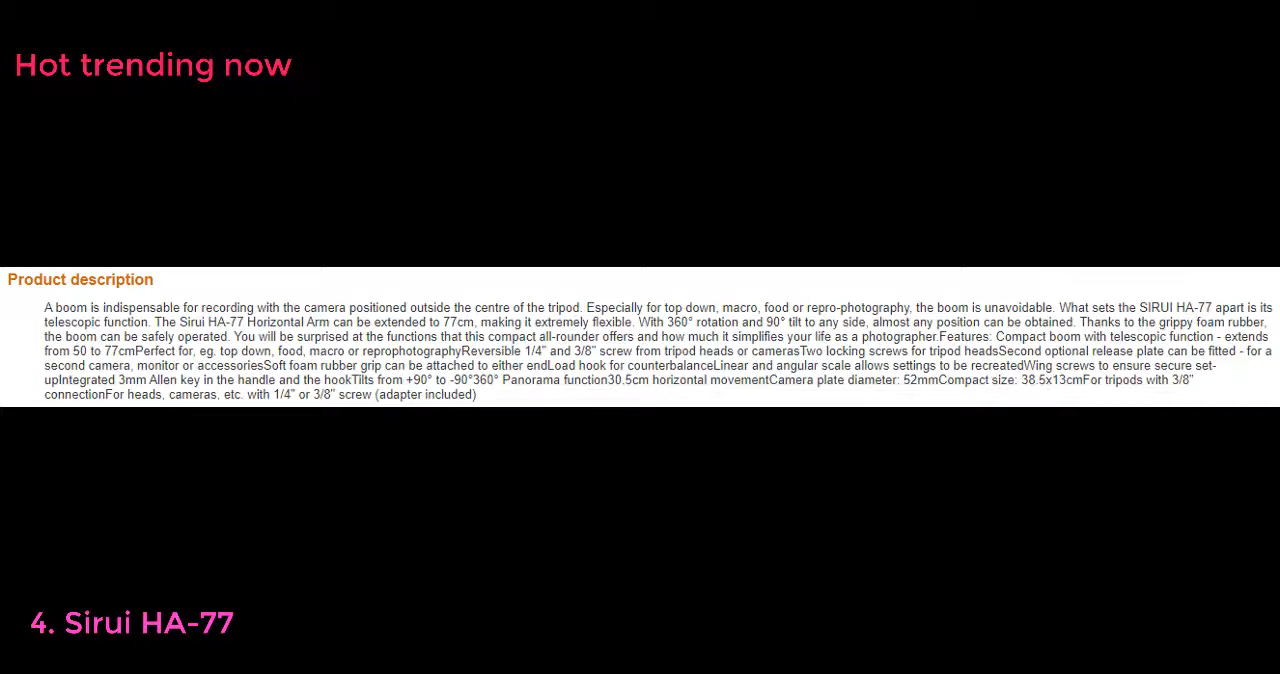 Hot trending now
Product description
A boom is indispensable for recording with the camera positioned outside the centre of the tripod. Especially for top down, macro, food or repro-photography, the boom is unavoidable. What sets the SIRUI HA-77 apart is its
telescopic function. The Sirui HA-77 Horizontal Arm can be extended to 77cm, making it extremely flexible. With 360° rotation and 90° tilt to any side, almost any position can be obtained. Thanks to the grippy foam rubber,
the boom can be safely operated. You will be surprised at the functions that this compact all-rounder offers and how much it simplifies your life as a photographer.Features: Compact boom with telescopic function - extends
from 50 to 77cmPerfect for, eg. top down, food, macro or reprophotographyReversible 1/4" and 3/8" screw from tripod heads or camerasTwo locking screws for tripod headsSecond optional release plate can be fitted - for a
second camera, monitor or accessoriesSoft foam rubber grip can be attached to either endLoad hook for counterbalanceLinear and angular scale allows settings to be recreatedWing screws to ensure secure set-
upIntegrated 3mm Allen key in the handle and the hookTilts from +90° to -90°360° Panorama function30.5cm horizontal movementCamera plate diameter: 52mmCompact size: 38.5x13cmFor tripods with 3/8"
connectionFor heads, cameras, etc. with 1/4" or 3/8" screw (adapter included)
4. Sirui HA-77